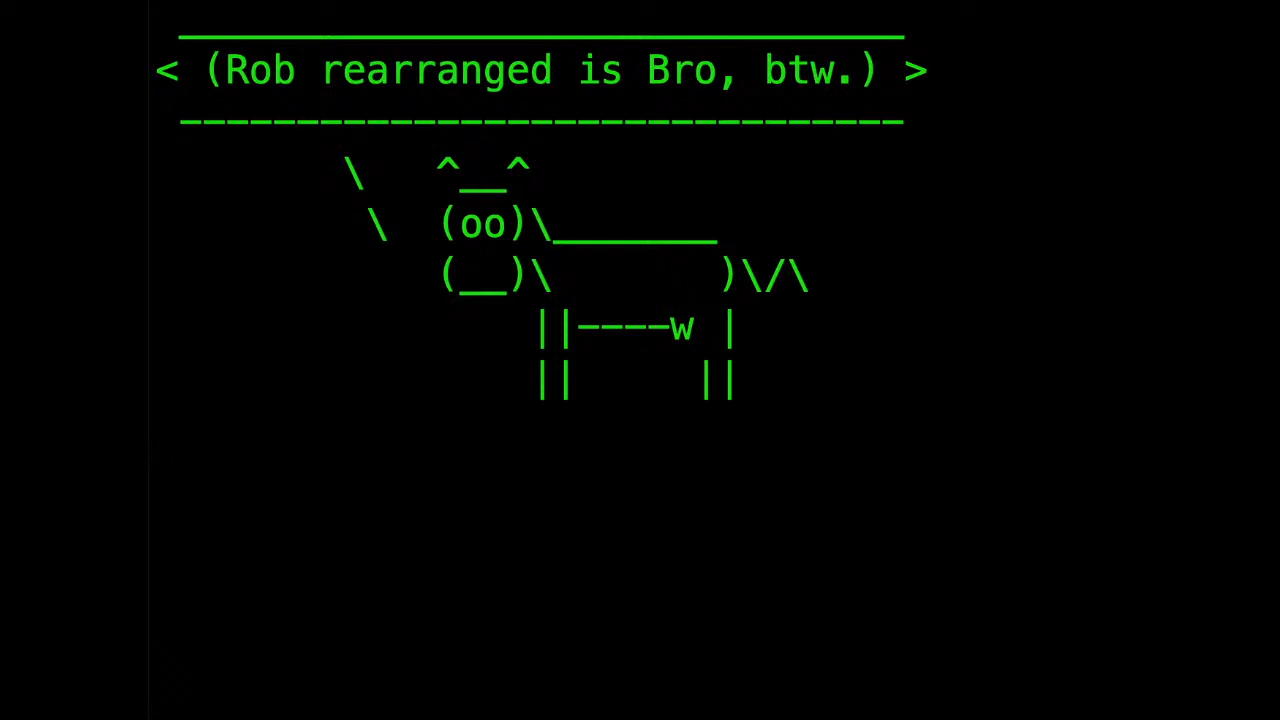 < (Rob rearranged is Bro, btw.) >